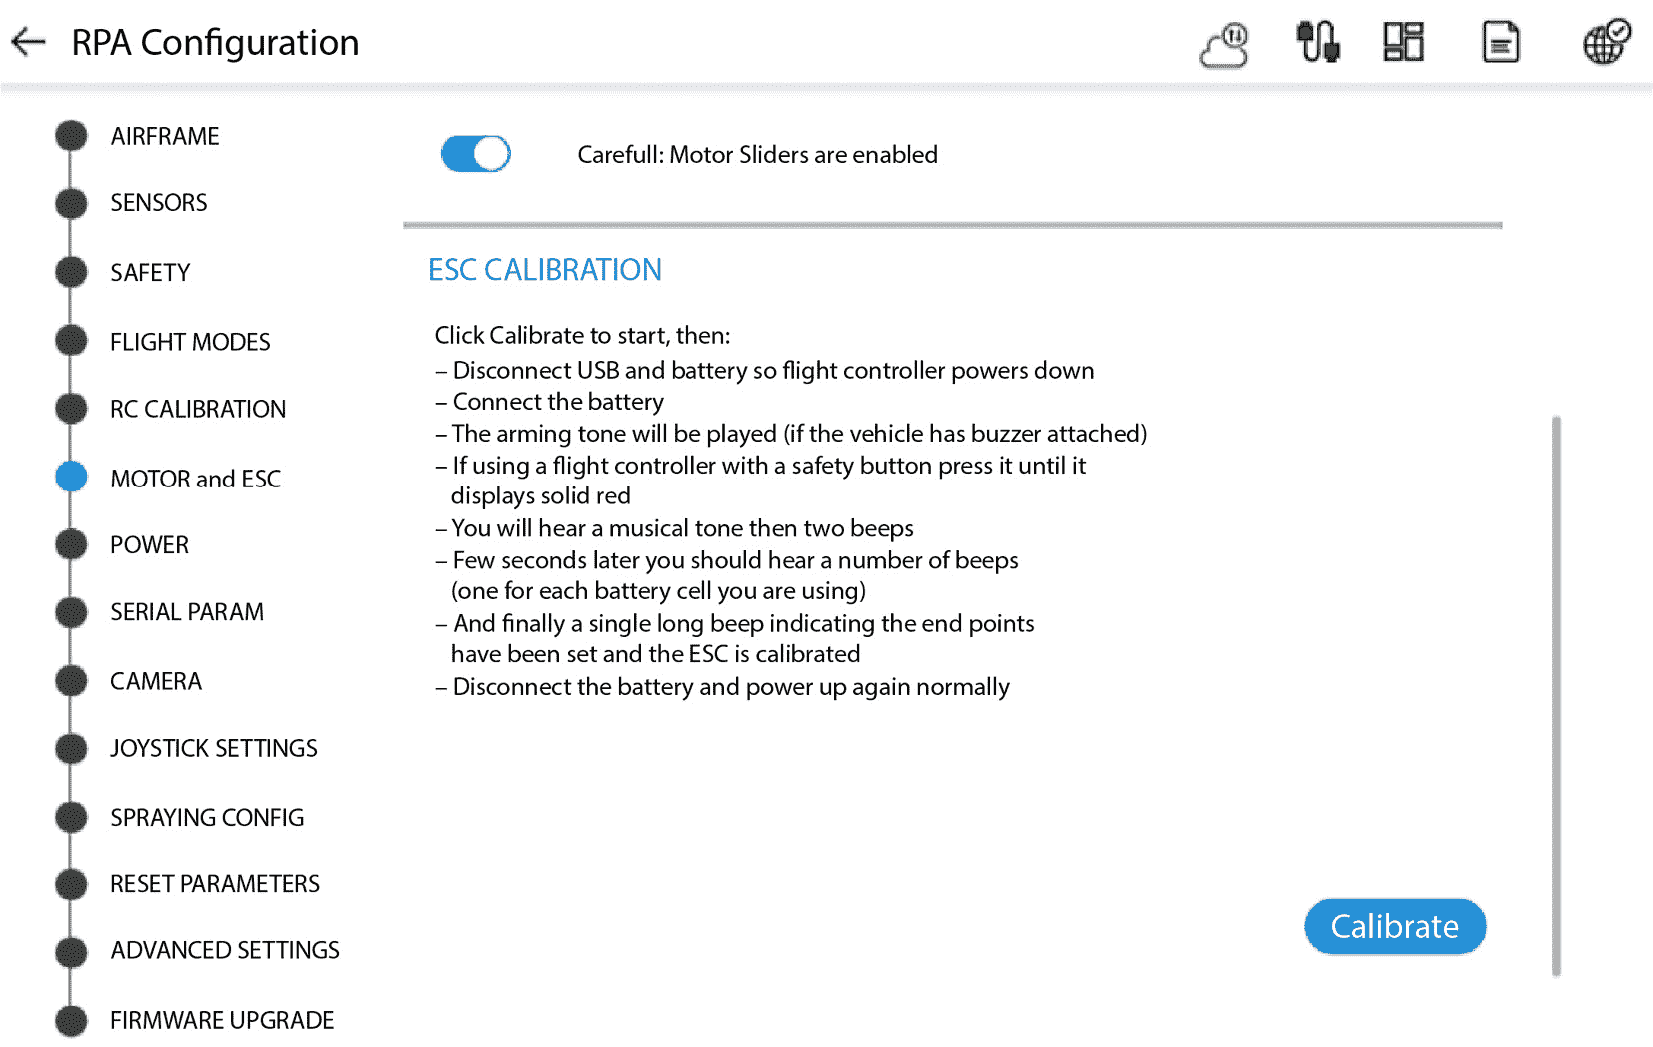 RPA Configuration
AIRFRAME
SENSORS
SAFETY
FLIGHT MODES
RC CALIBRATION
MOTOR and ESC
POWER
SERIAL PARAM
CAMERA
JOYSTICK SETTINGS
SPRAYING CONFIG
RESET PARAMETERS
ADVANCED SETTINGS
FIRMWARE UPGRADE
Carefull: Motor Sliders are enabled
ESC CALIBRATION
Click Calibrate to start, then:
– Disconnect USB and battery so flight controller powers down
– Connect the battery
– The arming tone will be played (if the vehicle has buzzer attached)
– If using a flight controller with a safety button press it until it
displays solid red
– You will hear a musical tone then two beeps
– Few seconds later you should hear a number of beeps
(one for each battery cell you are using)
– And finally a single long beep indicating the end points
have been set and the ESC is calibrated
– Disconnect the battery and power up again normally
Calibrate